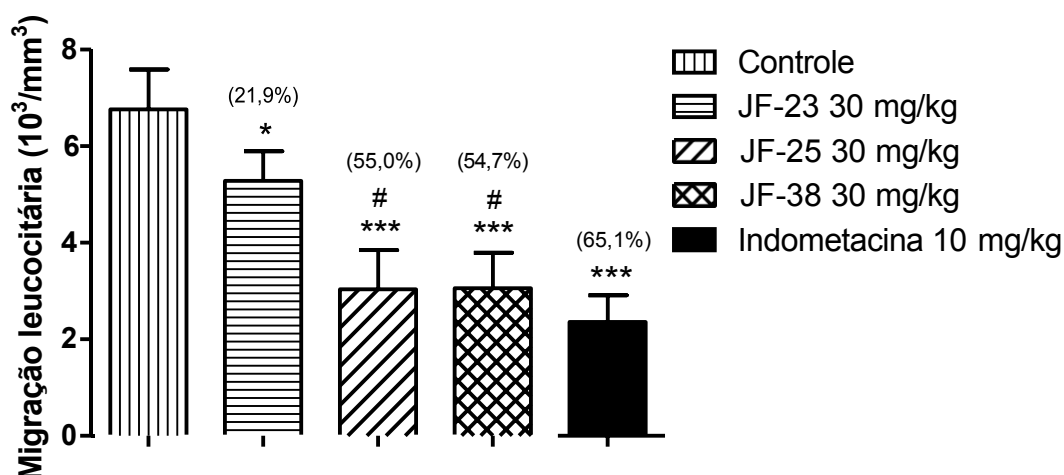 Migração leucocitária (10³/mm³)
8
6
4
2
0
(21,9%)
*
(55,0%)
#
***
(54,7%)
#
***
(65,1%)
***
Controle
JF-23 30 mg/kg
JF-25 30 mg/kg
JF-38 30 mg/kg
Indometacina 10 mg/kg